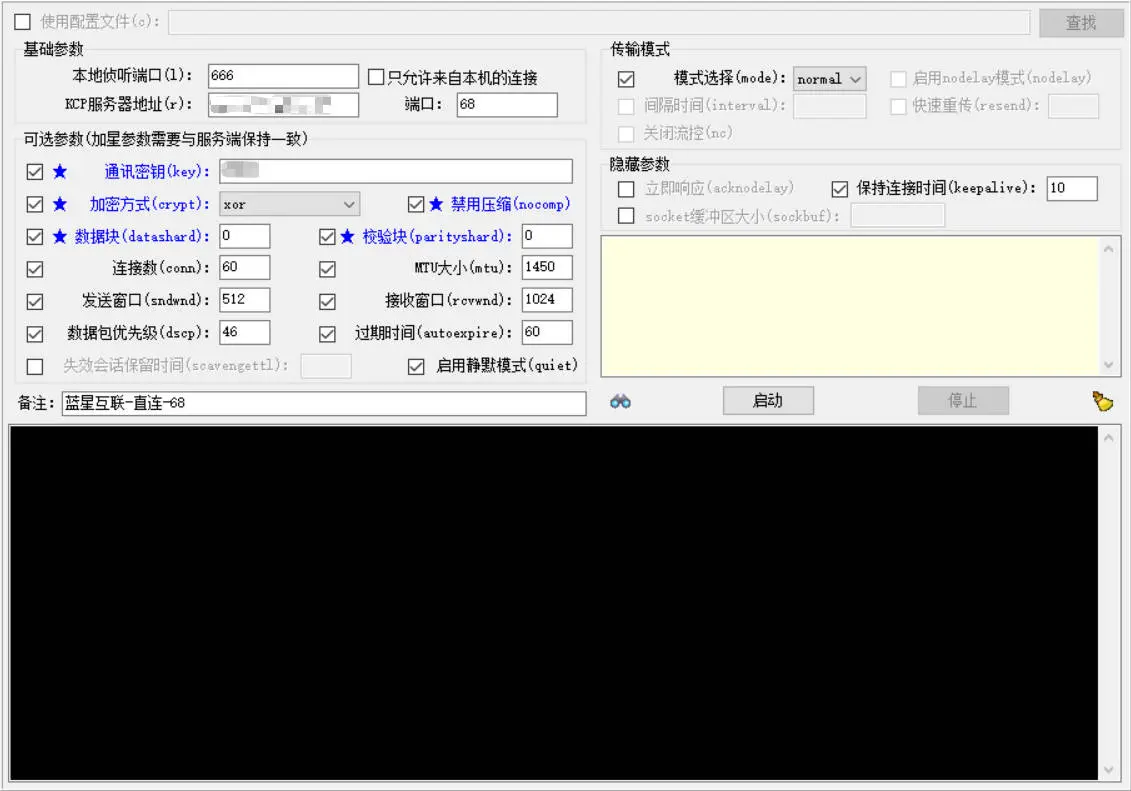 使用配置文件(c): 查找
基础参数
本地侦听端口(l): 666 只允许来自本机的连接
KCP服务器地址(r): 端口: 68
可选参数(加星参数需要与服务端保持一致)
★ 通讯密钥(key):
★ 加密方式(crypt): xor ★ 禁用压缩(nocomp)
★ 数据块(datashard): 0 ★ 校验块(parityshard): 0
连接数(conn): 60 MTU大小(mtu): 1450
发送窗口(sndwnd): 512 接收窗口(rcvwnd): 1024
数据包优先级(dscp): 46 过期时间(autoexpire): 60
失效会话保留时间(scavengettl): 启用静默模式(quiet)
备注: 蓝星互联-直连-68
传输模式
模式选择(mode): normal 启用nodelay模式(nodelay)
间隔时间(interval): 快速重传(resend):
关闭流控(nc)
隐藏参数
立即响应(acknodelay) 保持连接时间(keepalive): 10
socket缓冲区大小(sockbuf):
启动 停止